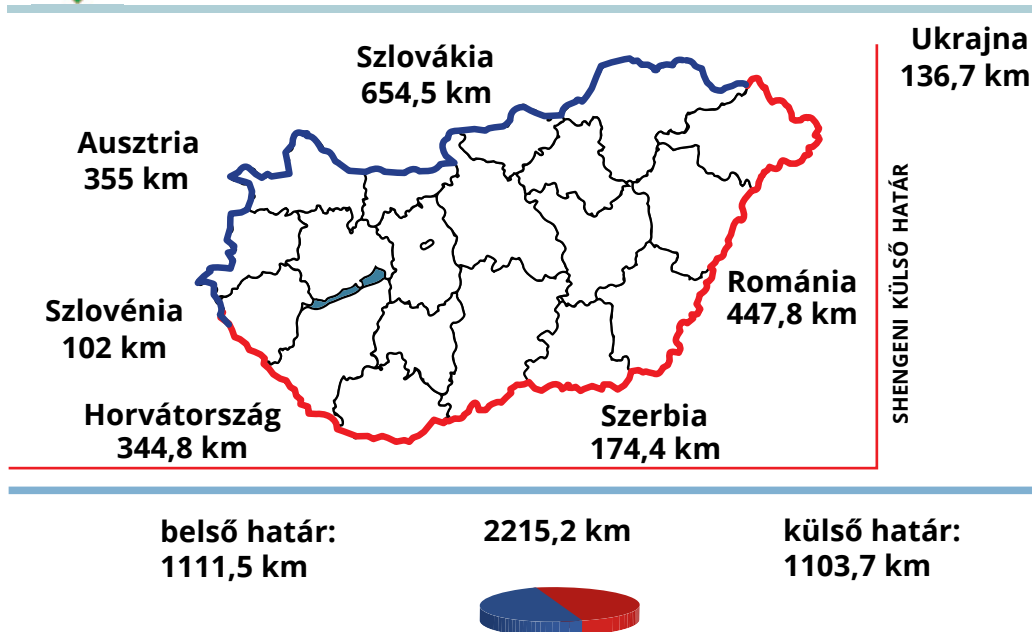 Szlovákia
654,5 km
Ukrajna
136,7 km
Ausztria
355 km
Szlovénia
102 km
Románia
447,8 km
SHENGENI KÜLSŐ HATÁR
Horvátország
344,8 km
Szerbia
174,4 km
belső határ:
1111,5 km
2215,2 km
külső határ:
1103,7 km